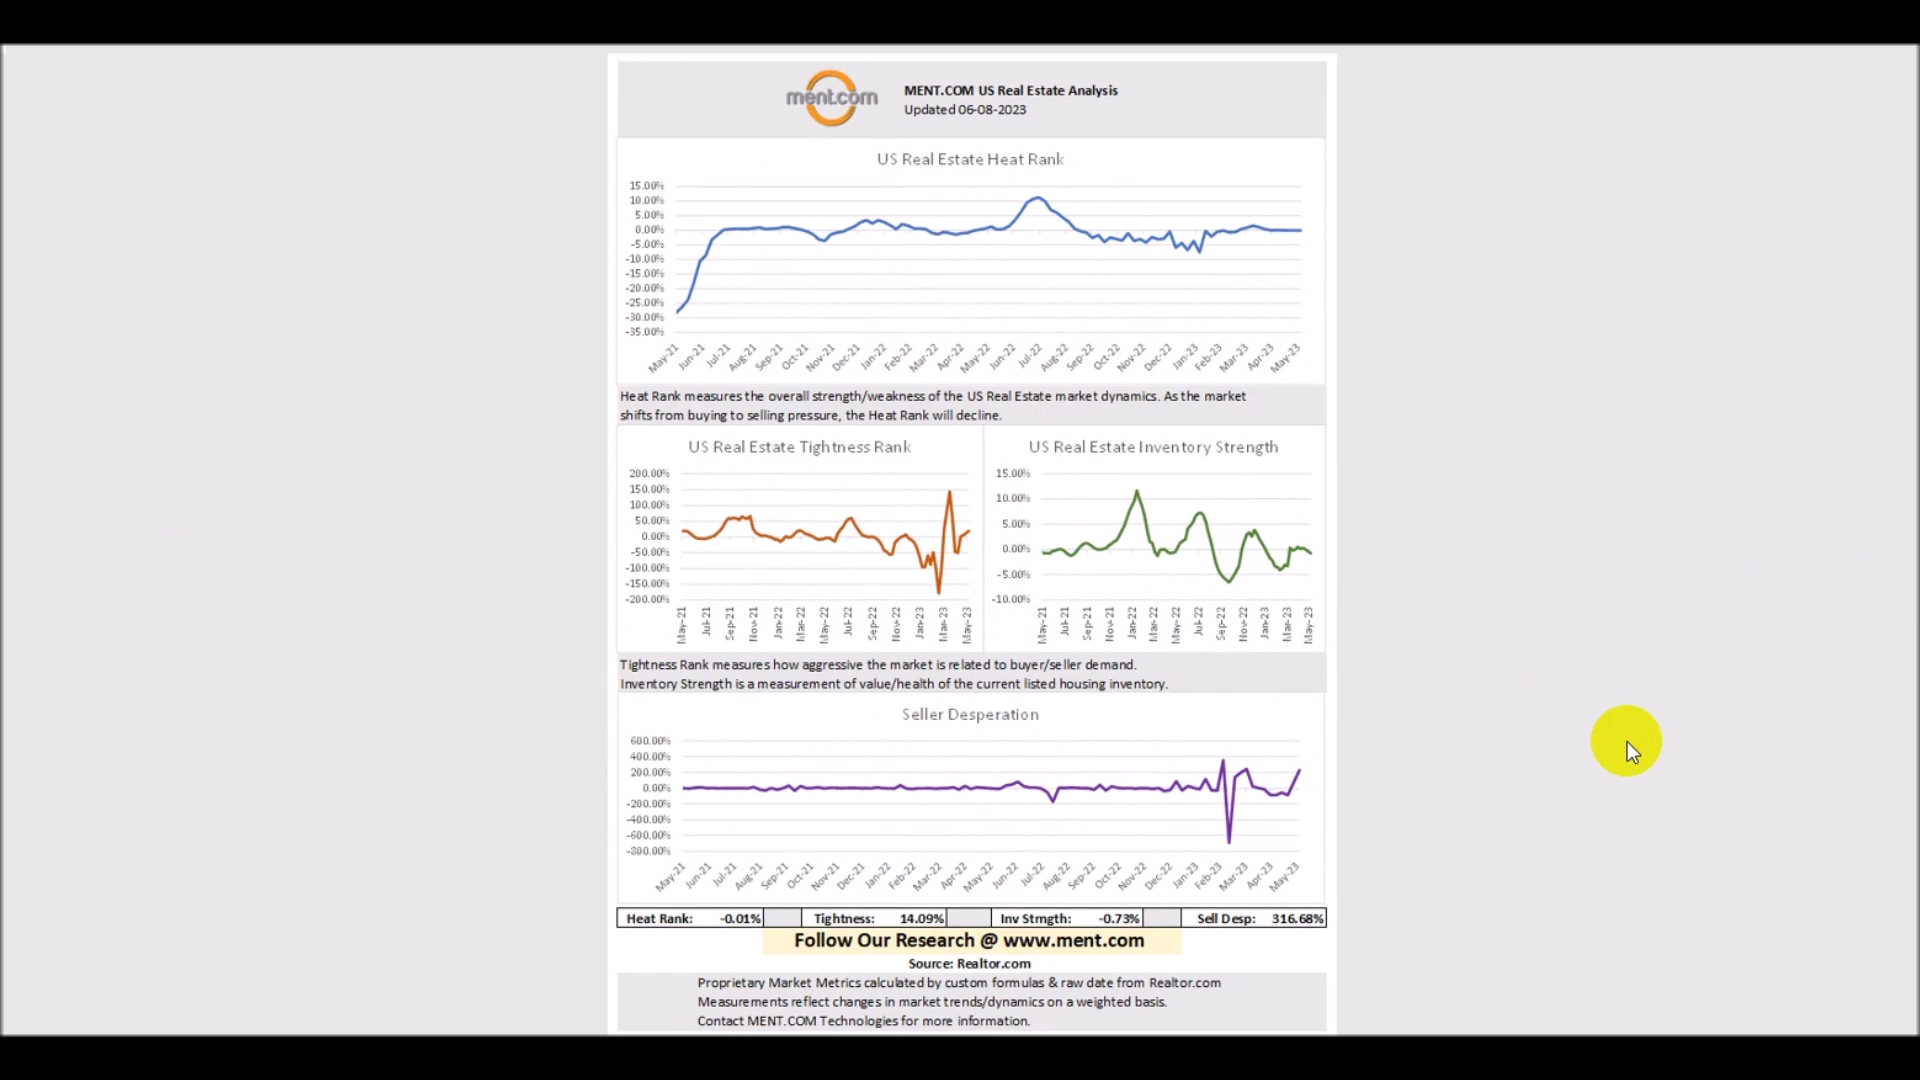 ment.com
MENT.COM US Real Estate Analysis
Updated 06-08-2023
US Real Estate Heat Rank
15.00%
10.00%
5.00%
0.00%
-5.00%
-10.00%
-15.00%
-20.00%
-25.00%
-30.00%
-35.00%
May-21 Jun-21 Jul-21 Aug-21 Sep-21 Oct-21 Nov-21 Dec-21 Jan-22 Feb-22 Mar-22 Apr-22 May-22 Jun-22 Jul-22 Aug-22 Sep-22 Oct-22 Nov-22 Dec-22 Jan-23 Feb-23 Mar-23 Apr-23 May-23
Heat Rank measures the overall strength/weakness of the US Real Estate market dynamics. As the market
shifts from buying to selling pressure, the Heat Rank will decline.
US Real Estate Tightness Rank
200.00%
150.00%
100.00%
50.00%
0.00%
-50.00%
-100.00%
-150.00%
-200.00%
May-21 Jul-21 Sep-21 Nov-21 Jan-22 Mar-22 May-22 Jul-22 Sep-22 Nov-22 Jan-23 Mar-23 May-23
US Real Estate Inventory Strength
15.00%
10.00%
5.00%
0.00%
-5.00%
-10.00%
May-21 Jul-21 Sep-21 Nov-21 Jan-22 Mar-22 May-22 Jul-22 Sep-22 Nov-22 Jan-23 Mar-23 May-23
Tightness Rank measures how aggressive the market is related to buyer/seller demand.
Inventory Strength is a measurement of value/health of the current listed housing inventory.
Seller Desperation
600.00%
400.00%
200.00%
0.00%
-200.00%
-400.00%
-600.00%
-800.00%
May-21 Jun-21 Jul-21 Aug-21 Sep-21 Oct-21 Nov-21 Dec-21 Jan-22 Feb-22 Mar-22 Apr-22 May-22 Jun-22 Jul-22 Aug-22 Sep-22 Oct-22 Nov-22 Dec-22 Jan-23 Feb-23 Mar-23 Apr-23 May-23
Heat Rank: -0.01% Tightness: 14.09% Inv Strngth: -0.73% Sell Desp: 316.68%
Follow Our Research @ www.ment.com
Source: Realtor.com
Proprietary Market Metrics calculated by custom formulas & raw date from Realtor.com
Measurements reflect changes in market trends/dynamics on a weighted basis.
Contact MENT.COM Technologies for more information.